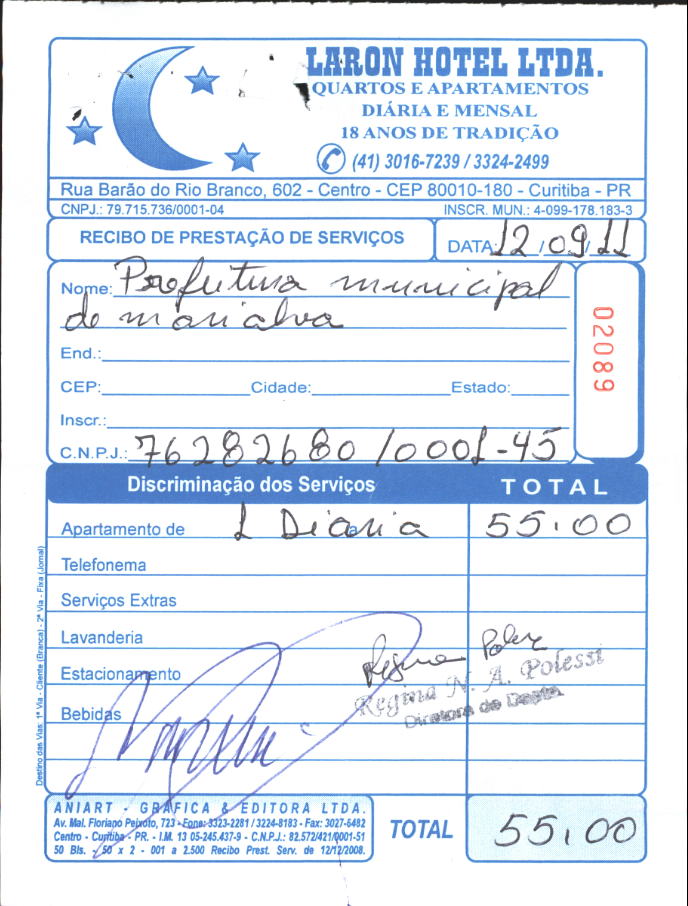 LARON HOTEL LTDA.
QUARTOS E APARTAMENTOS
DIÁRIA E MENSAL
18 ANOS DE TRADIÇÃO
(41) 3016-7239 / 3324-2499
Rua Barão do Rio Branco, 602 - Centro - CEP 80010-180 - Curitiba - PR
CNPJ.: 79.715.736/0001-04 INSCR. MUN.: 4-099-178.183-3
RECIBO DE PRESTAÇÃO DE SERVIÇOS DATA: 12/09/11
Nome: Prefeitura municipal
de marialva
02089
End.:
CEP: Cidade: Estado:
Inscr.:
C.N.P.J.: 76282680/0001-45
Discriminação dos Serviços TOTAL
Apartamento de 1 Diaria 55.00
Telefonema
Serviços Extras
Lavanderia
Estacionamento
Bebidas
Regina N. A. Polessi
Diretora de
Destino das Vias: 1ª Via - Cliente (Branca) - 2ª Via - Fixa (Jornal)
ANIART - GRÁFICA & EDITORA LTDA.
Av. Mal. Floriano Peixoto, 723 - Fone: 3323-2281 / 3224-8183 - Fax: 3027-6482
Centro - Curitiba - PR. - I.M. 13 05-245.437-9 - C.N.P.J.: 82.572/421/0001-51
50 Bls. - 50 x 2 - 001 a 2.500 Recibo Prest. Serv. de 12/12/2008.
TOTAL 55.00